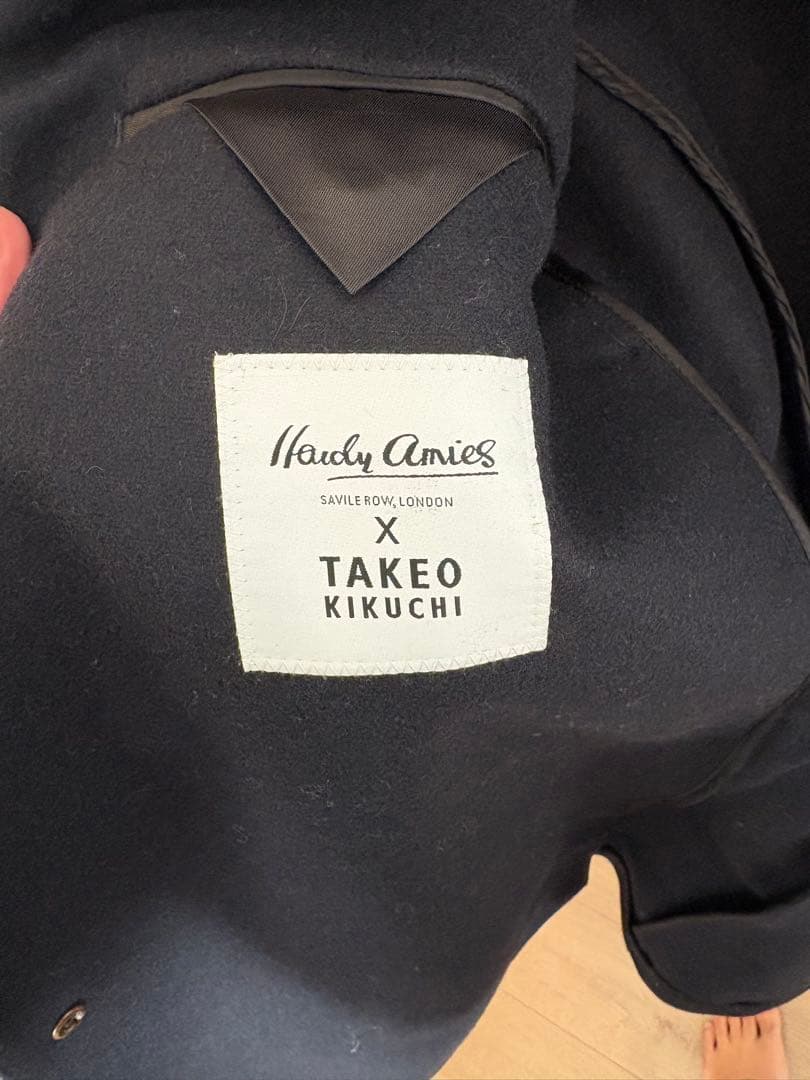 Hardy Amies
SAVILE ROW, LONDON
X
TAKEO
KIKUCHI